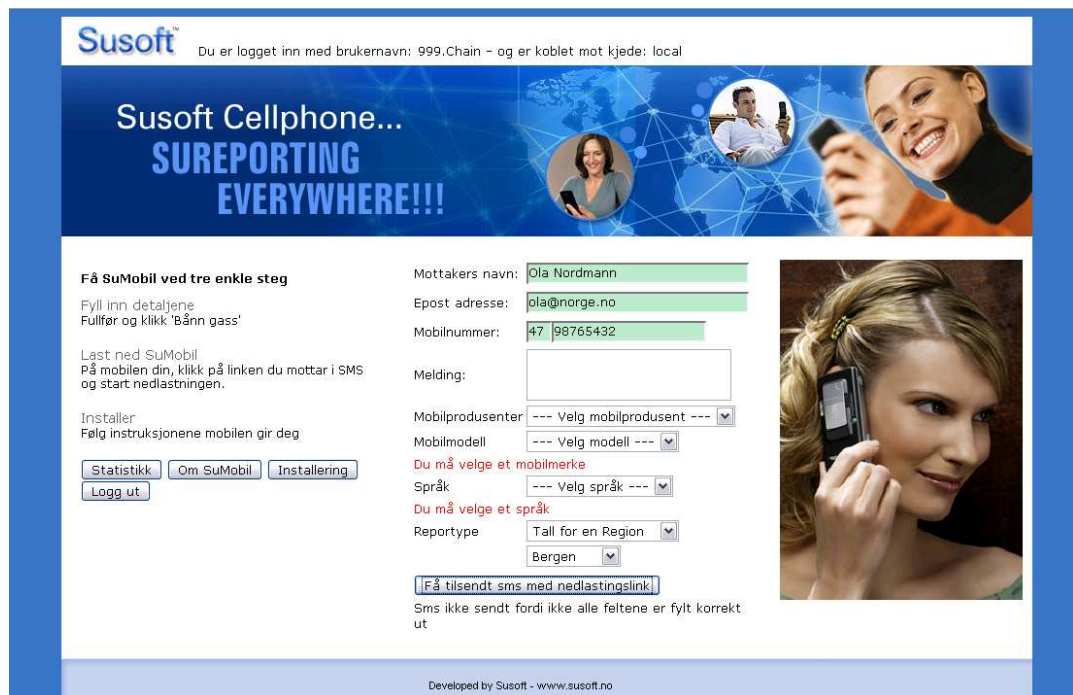 Susoft™
Du er logget inn med brukernavn: 999.Chain - og er koblet mot kjede: local
Susoft Cellphone...
SUREPORTING
EVERYWHERE!!!
Få SuMobil ved tre enkle steg
Fyll inn detaljene
Fullfør og klikk 'Bånn gass'
Last ned SuMobil
På mobilen din, klikk på linken du mottar i SMS
og start nedlastningen.
Installer
Følg instruksjonene mobilen gir deg
Statistikk Om SuMobil Installering
Logg ut
Mottakers navn: Ola Nordmann
Epost adresse: ola@norge.no
Mobilnummer: 47 98765432
Melding:
Mobilprodusenter --- Velg mobilprodusent ---
Mobilmodell --- Velg modell ---
Du må velge et mobilmerke
Språk --- Velg språk ---
Du må velge et språk
Reportype Tall for en Region
Bergen
Få tilsendt sms med nedlastingslink
Sms ikke sendt fordi ikke alle feltene er fylt korrekt
ut
Developed by Susoft - www.susoft.no